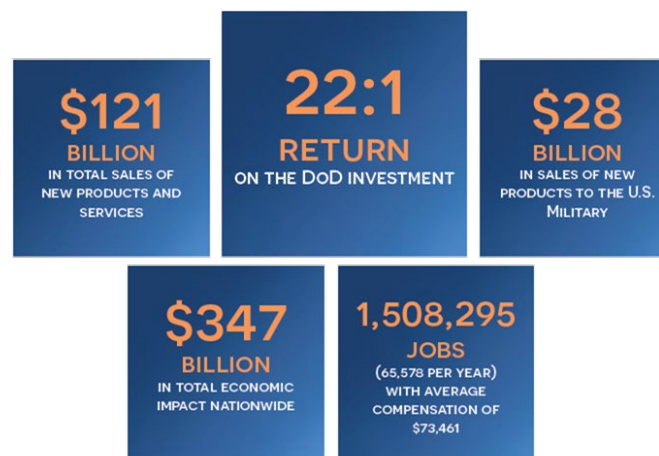 $121
BILLION
IN TOTAL SALES OF
NEW PRODUCTS AND
SERVICES
22:1
RETURN
ON THE DOD INVESTMENT
$28
BILLION
IN SALES OF NEW
PRODUCTS TO THE U.S.
MILITARY
$347
BILLION
IN TOTAL ECONOMIC
IMPACT NATIONWIDE
1,508,295
JOBS
(65,578 PER YEAR)
WITH AVERAGE
COMPENSATION OF
$73,461